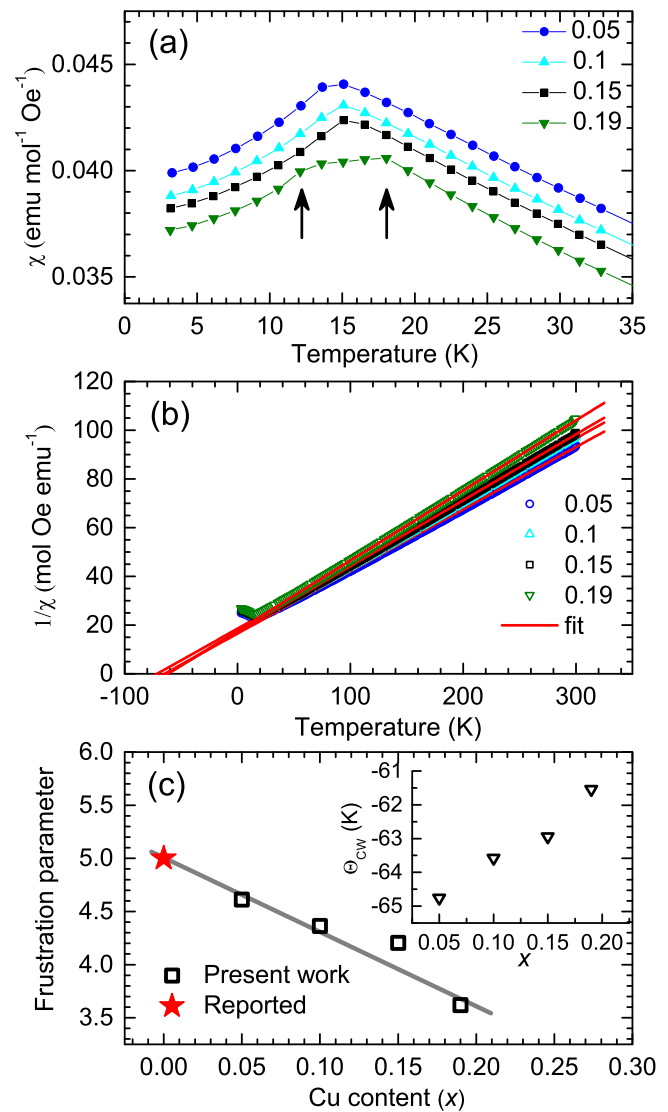 (a)
0.05
0.1
0.15
0.19
0.045
0.040
0.035
χ (emu mol⁻¹ Oe⁻¹)
0 5 10 15 20 25 30 35
Temperature (K)
(b)
120
100
80
60
40
20
0
1/χ (mol Oe emu⁻¹)
0.05
0.1
0.15
0.19
fit
-100 0 100 200 300
Temperature (K)
(c)
6.0
5.5
5.0
4.5
4.0
3.5
Frustration parameter
-61
-62
-63
-64
-65
Θ_CW (K)
0.05 0.10 0.15 0.20
x
Present work
Reported
0.00 0.05 0.10 0.15 0.20 0.25 0.30
Cu content (x)